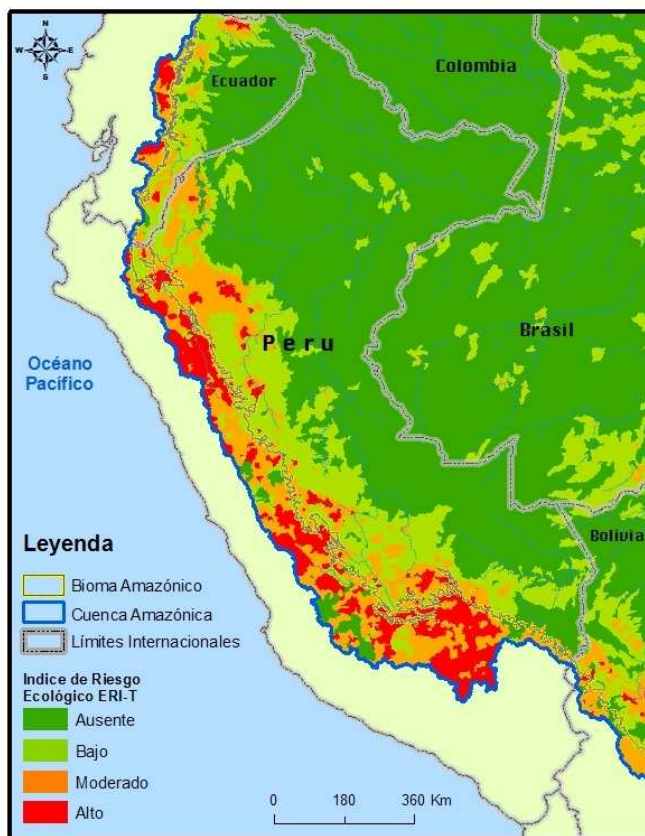 N
W E
S
Colombia
Ecuador
Brasil
Peru
Océano
Pacífico
Bolivia
Leyenda
Bioma Amazónico
Cuenca Amazónica
Límites Internacionales
Indice de Riesgo
Ecológico ERI-T
Ausente
Bajo
Moderado
Alto
0 180 360 Km